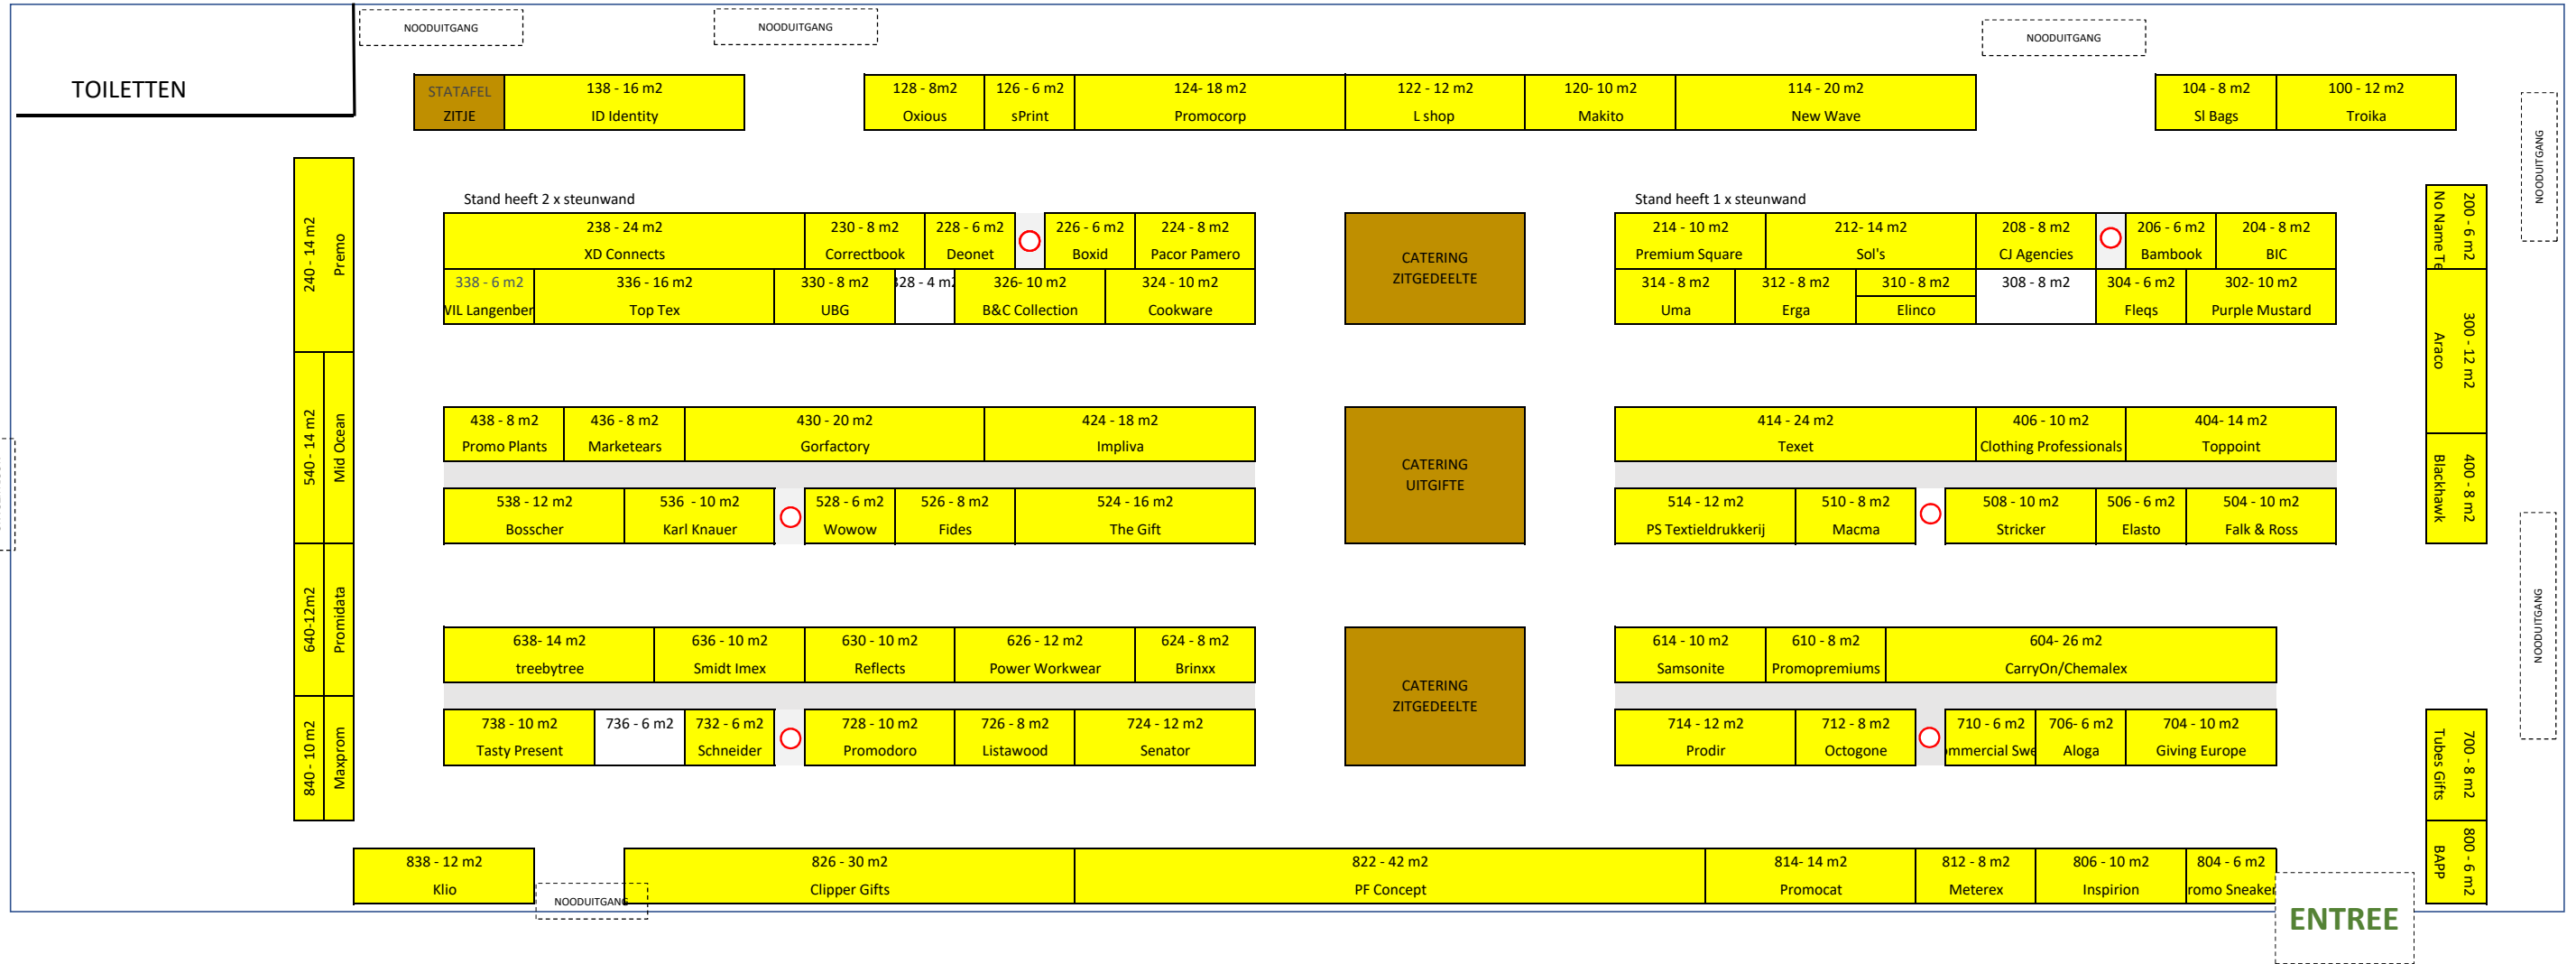 NOODUITGANG
NOODUITGANG
NOODUITGANG
TOILETTEN
STATAFEL
ZITJE
138 - 16 m2
ID Identity
128 - 8m2
Oxious
126 - 6 m2
sPrint
124- 18 m2
Promocorp
122 - 12 m2
L shop
120- 10 m2
Makito
114 - 20 m2
New Wave
104 - 8 m2
Sl Bags
100 - 12 m2
Troika
NOODUITGANG
240 - 14 m2
Premo
Stand heeft 2 x steunwand
238 - 24 m2
XD Connects
230 - 8 m2
Correctbook
228 - 6 m2
Deonet
226 - 6 m2
Boxid
224 - 8 m2
Pacor Pamero
338 - 6 m2
VIL Langenber
336 - 16 m2
Top Tex
330 - 8 m2
UBG
328 - 4 m2
326- 10 m2
B&C Collection
324 - 10 m2
Cookware
CATERING
ZITGEDEELTE
Stand heeft 1 x steunwand
214 - 10 m2
Premium Square
212- 14 m2
Sol's
208 - 8 m2
CJ Agencies
206 - 6 m2
Bambook
204 - 8 m2
BIC
314 - 8 m2
Uma
312 - 8 m2
Erga
310 - 8 m2
Elinco
308 - 8 m2
304 - 6 m2
Fleqs
302- 10 m2
Purple Mustard
200 - 6 m2
No Name Te
300 - 12 m2
Araco
540 - 14 m2
Mid Ocean
438 - 8 m2
Promo Plants
436 - 8 m2
Marketears
430 - 20 m2
Gorfactory
424 - 18 m2
Impliva
538 - 12 m2
Bosscher
536 - 10 m2
Karl Knauer
528 - 6 m2
Wowow
526 - 8 m2
Fides
524 - 16 m2
The Gift
CATERING
UITGIFTE
414 - 24 m2
Texet
406 - 10 m2
Clothing Professionals
404- 14 m2
Toppoint
514 - 12 m2
PS Textieldrukkerij
510 - 8 m2
Macma
508 - 10 m2
Stricker
506 - 6 m2
Elasto
504 - 10 m2
Falk & Ross
400 - 8 m2
Blackhawk
NOODUITGANG
640-12m2
Promidata
638- 14 m2
treebytree
636 - 10 m2
Smidt Imex
630 - 10 m2
Reflects
626 - 12 m2
Power Workwear
624 - 8 m2
Brinxx
738 - 10 m2
Tasty Present
736 - 6 m2
732 - 6 m2
Schneider
728 - 10 m2
Promodoro
726 - 8 m2
Listawood
724 - 12 m2
Senator
CATERING
ZITGEDEELTE
614 - 10 m2
Samsonite
610 - 8 m2
Promopremiums
604- 26 m2
CarryOn/Chemalex
714 - 12 m2
Prodir
712 - 8 m2
Octogone
710 - 6 m2
ommercial Swe
706- 6 m2
Aloga
704 - 10 m2
Giving Europe
840 - 10 m2
Maxprom
700 - 8 m2
Tubes Gifts
838 - 12 m2
Klio
NOODUITGANG
826 - 30 m2
Clipper Gifts
822 - 42 m2
PF Concept
814- 14 m2
Promocat
812 - 8 m2
Meterex
806 - 10 m2
Inspirion
804 - 6 m2
romo Sneaker
800 - 6 m2
BAPP
ENTREE